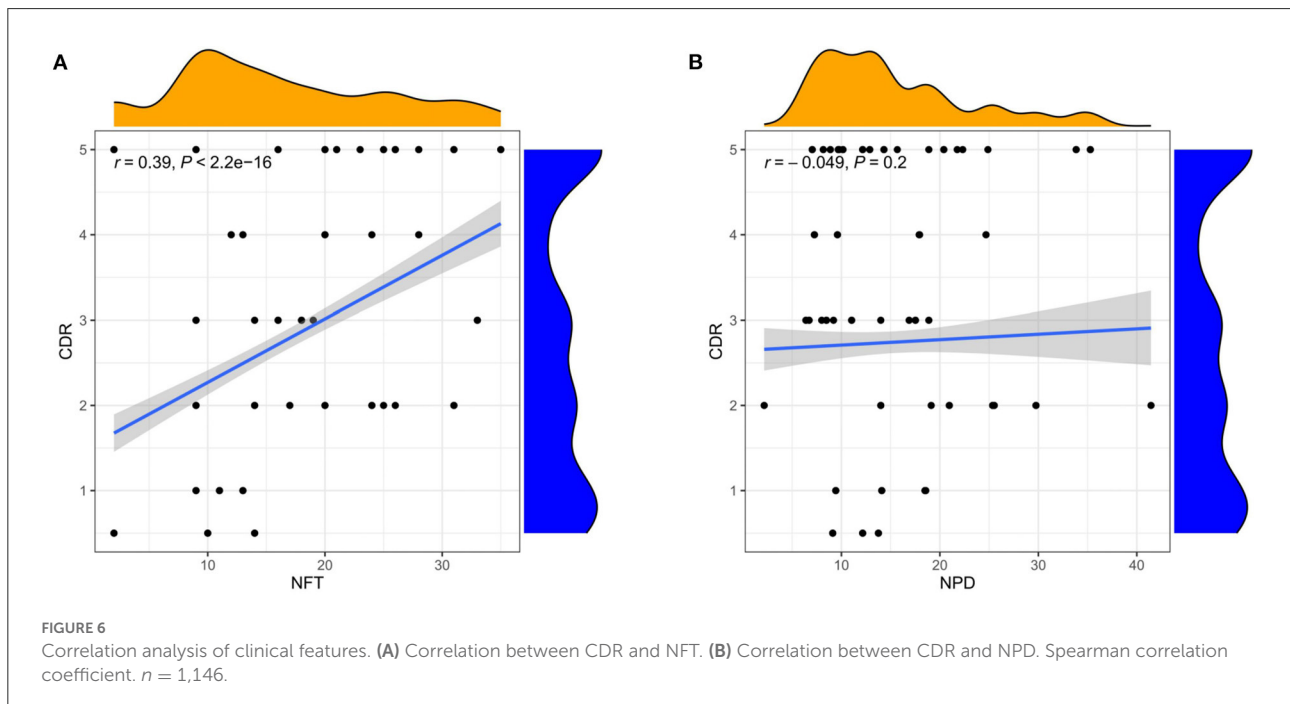 A
r = 0.39, P < 2.2e−16
5
4
3
2
1
CDR
10 20 30
NFT
B
r = − 0.049, P = 0.2
5
4
3
2
1
CDR
10 20 30 40
NPD
FIGURE 6
Correlation analysis of clinical features. (A) Correlation between CDR and NFT. (B) Correlation between CDR and NPD. Spearman correlation
coefficient. n = 1,146.